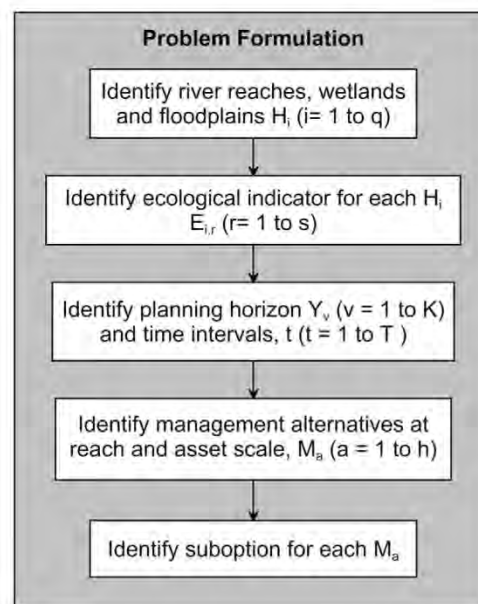 Problem Formulation
Identify river reaches, wetlands
and floodplains Hᵢ (i= 1 to q)
Identify ecological indicator for each Hᵢ
Eᵢ,ᵣ (r= 1 to s)
Identify planning horizon Yᵥ (v = 1 to K)
and time intervals, t (t = 1 to T )
Identify management alternatives at
reach and asset scale, Mₐ (a = 1 to h)
Identify suboption for each Mₐ